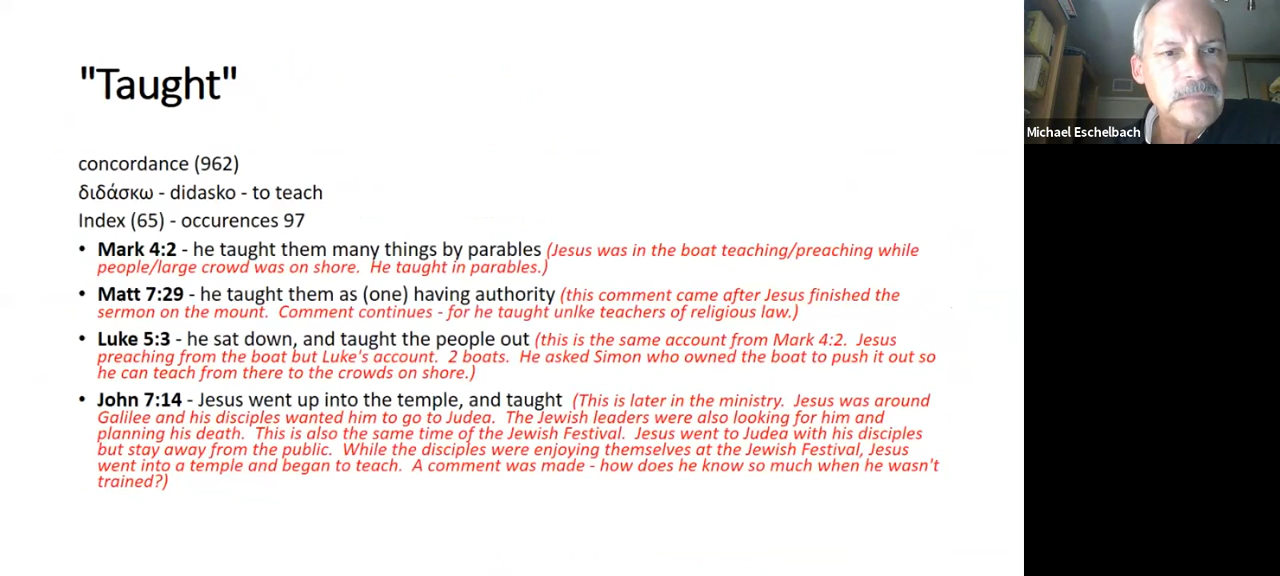 "Taught"
concordance (962)
διδάσκω - didasko - to teach
Index (65) - occurences 97
• Mark 4:2 - he taught them many things by parables (Jesus was in the boat teaching/preaching while
people/large crowd was on shore.  He taught in parables.)
• Matt 7:29 - he taught them as (one) having authority (this comment came after Jesus finished the
sermon on the mount.  Comment continues - for he taught unlke teachers of religious law.)
• Luke 5:3 - he sat down, and taught the people out (this is the same account from Mark 4:2.  Jesus
preaching from the boat but Luke's account.  2 boats.  He asked Simon who owned the boat to push it out so
he can teach from there to the crowds on shore.)
• John 7:14 - Jesus went up into the temple, and taught  (This is later in the ministry.  Jesus was around
Galilee and his disciples wanted him to go to Judea.  The Jewish leaders were also looking for him and
planning his death.  This is also the same time of the Jewish Festival.  Jesus went to Judea with his disciples
but stay away from the public.  While the disciples were enjoying themselves at the Jewish Festival, Jesus
went into a temple and began to teach.  A comment was made - how does he know so much when he wasn't
trained?)
Michael Eschelbach